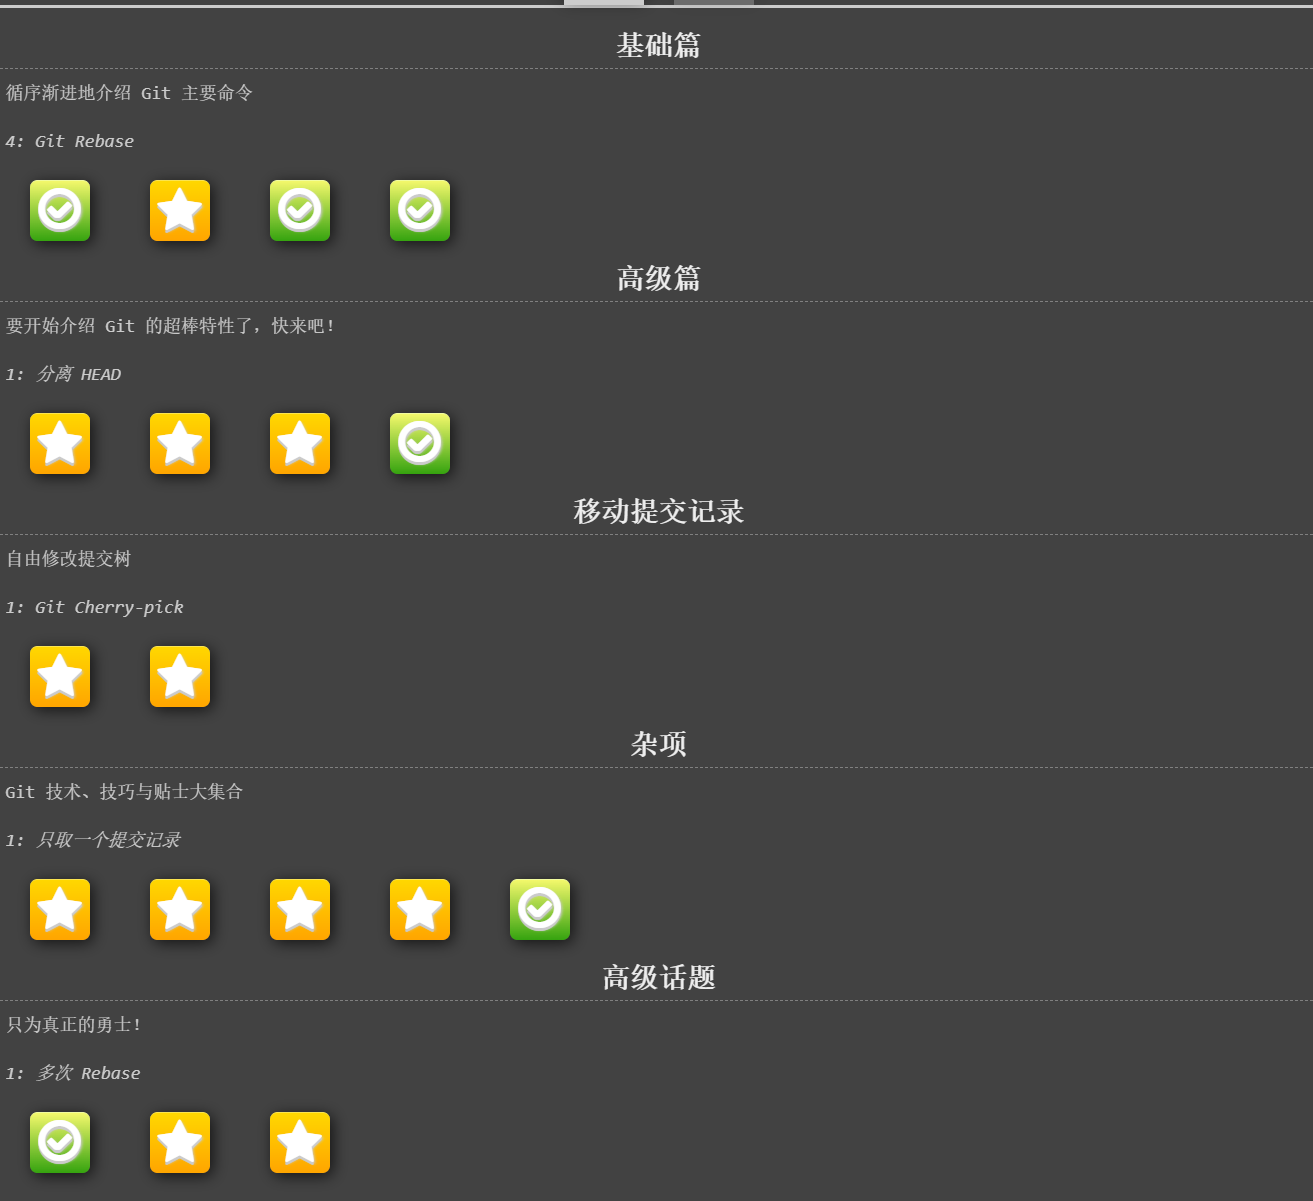 基础篇
循序渐进地介绍 Git 主要命令
4: Git Rebase
高级篇
要开始介绍 Git 的超棒特性了，快来吧！
1: 分离 HEAD
移动提交记录
自由修改提交树
1: Git Cherry-pick
杂项
Git 技术、技巧与贴士大集合
1: 只取一个提交记录
高级话题
只为真正的勇士！
1: 多次 Rebase